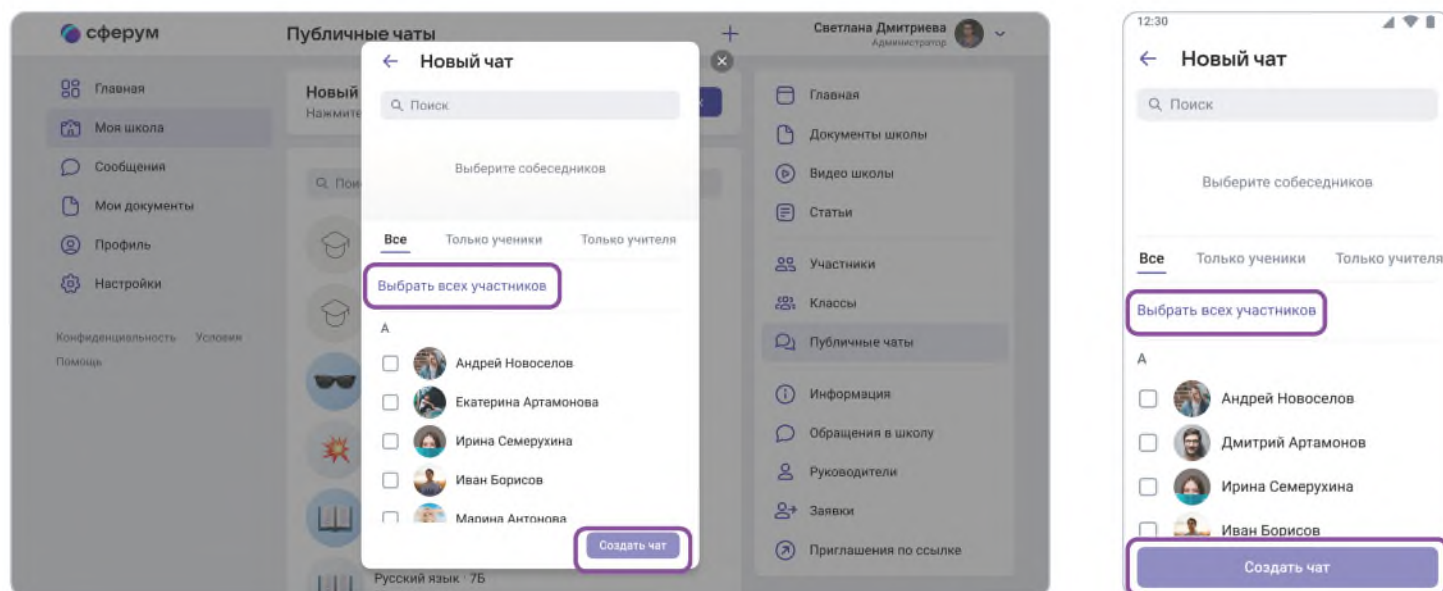 сферум
Публичные чаты
Светлана Дмитриева
Администратор
Главная
Моя школа
Сообщения
Мои документы
Профиль
Настройки
Конфиденциальность Условия
Помощь
Новый
Нажмите
Русский язык · 7Б
Новый чат
Поиск
Выберите собеседников
Все Только ученики Только учителя
Выбрать всех участников
А
Андрей Новоселов
Екатерина Артамонова
Ирина Семерухина
Иван Борисов
Марина Антонова
Создать чат
Главная
Документы школы
Видео школы
Статьи
Участники
Классы
Публичные чаты
Информация
Обращения в школу
Руководители
Заявки
Приглашения по ссылке
12:30
Новый чат
Поиск
Выберите собеседников
Все Только ученики Только учителя
Выбрать всех участников
А
Андрей Новоселов
Дмитрий Артамонов
Ирина Семерухина
Иван Борисов
Создать чат